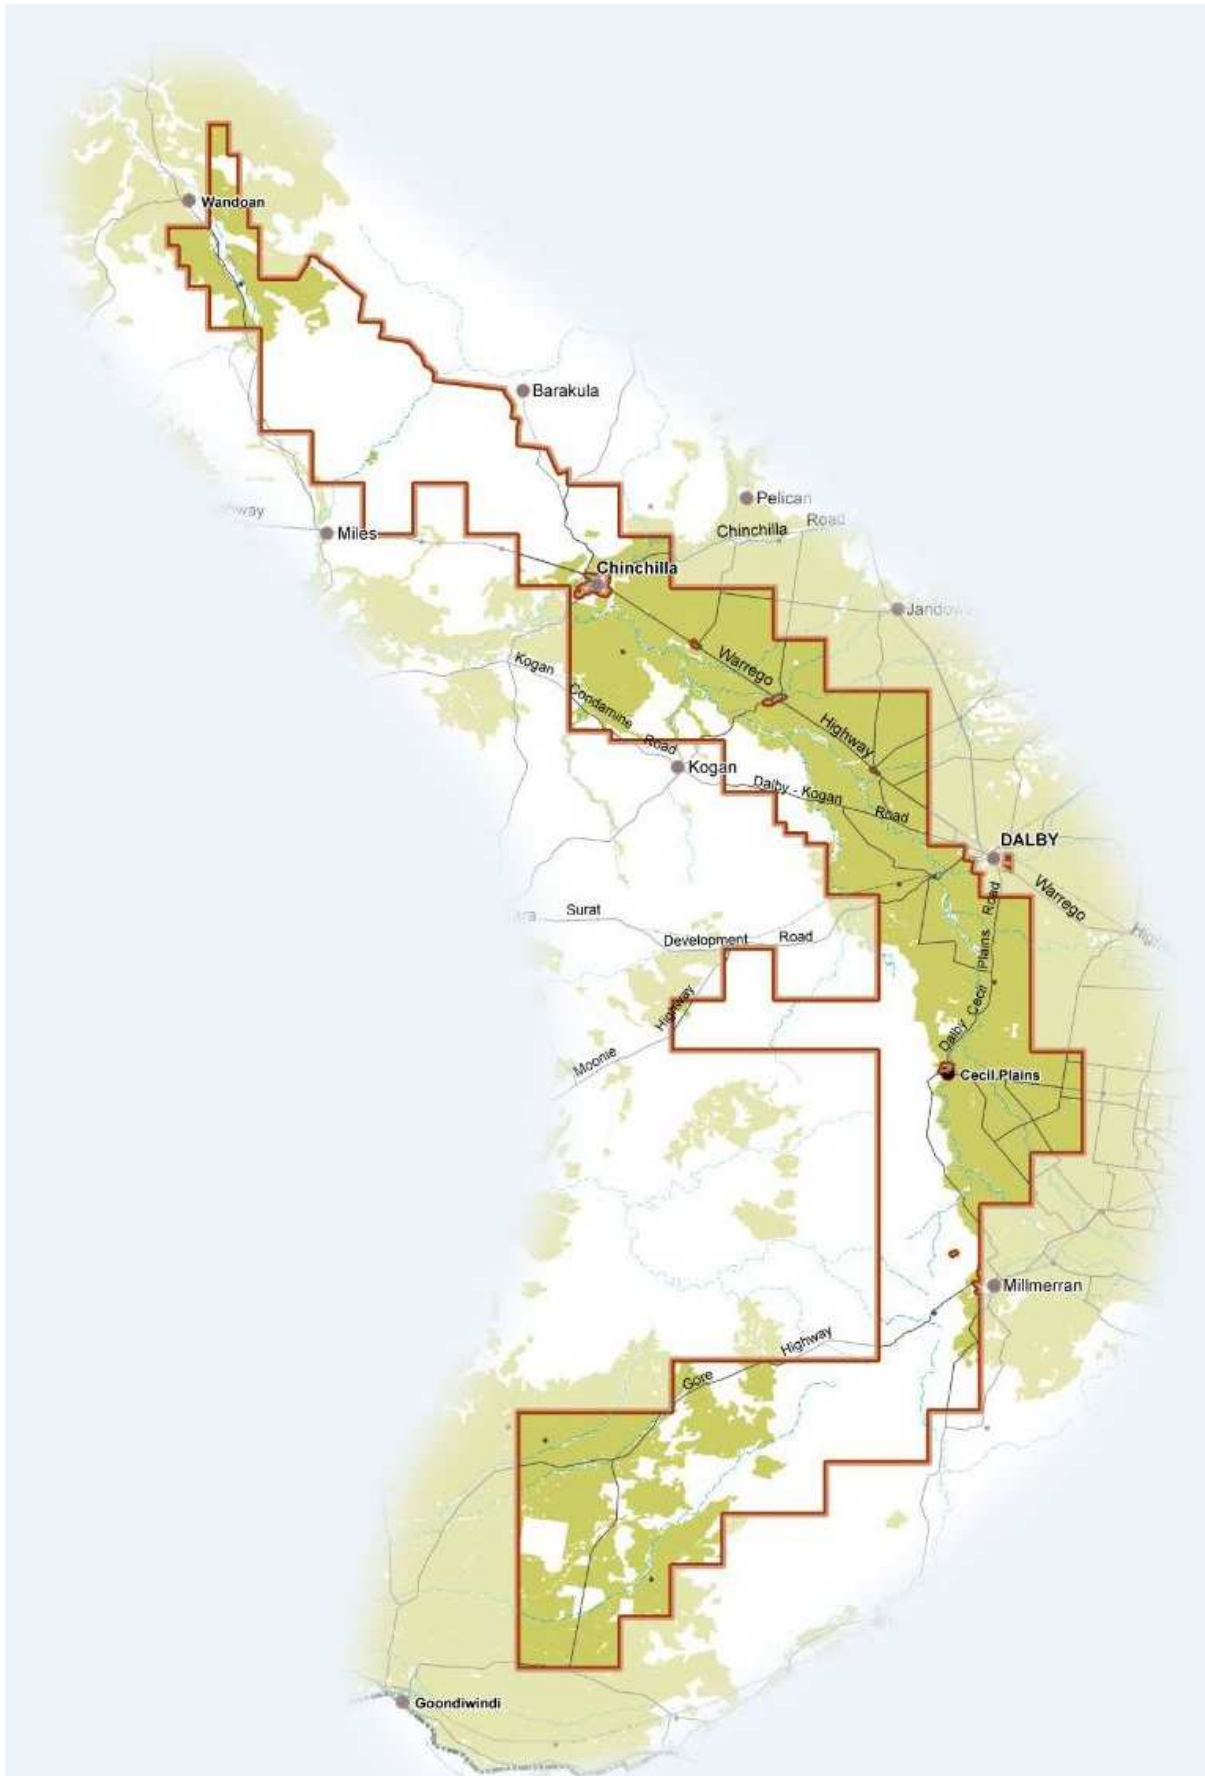 Wandoan
Barakula
Pelican
Chinchilla
Road
Miles
Chinchilla
Warrego
Highway
Kogan
Condamine
Road
Kogan
Dalby - Kogan
Road
DALBY
Warrego
Surat
Development
Road
Highway
Moonie
Dalby
Cecil
Plains
Road
Cecil Plains
Millmerran
Highway
Gore
Goondiwindi